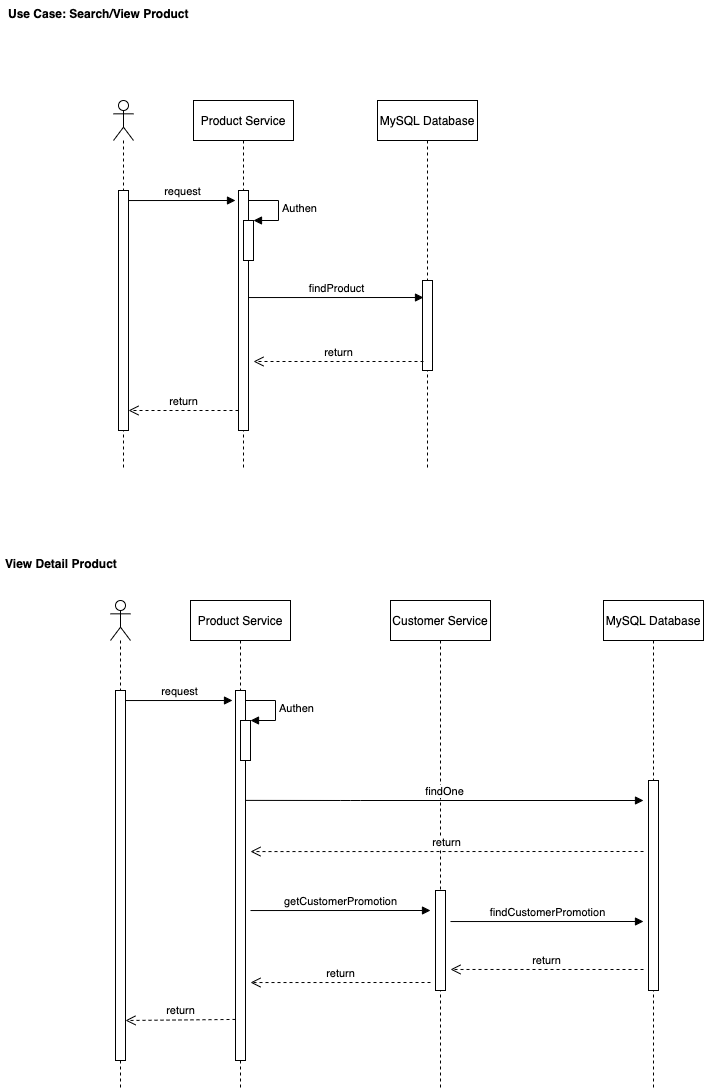 Use Case: Search/View Product
Product Service
MySQL Database
request
Authen
findProduct
return
return
View Detail Product
Product Service
Customer Service
MySQL Database
request
Authen
findOne
return
getCustomerPromotion
findCustomerPromotion
return
return
return